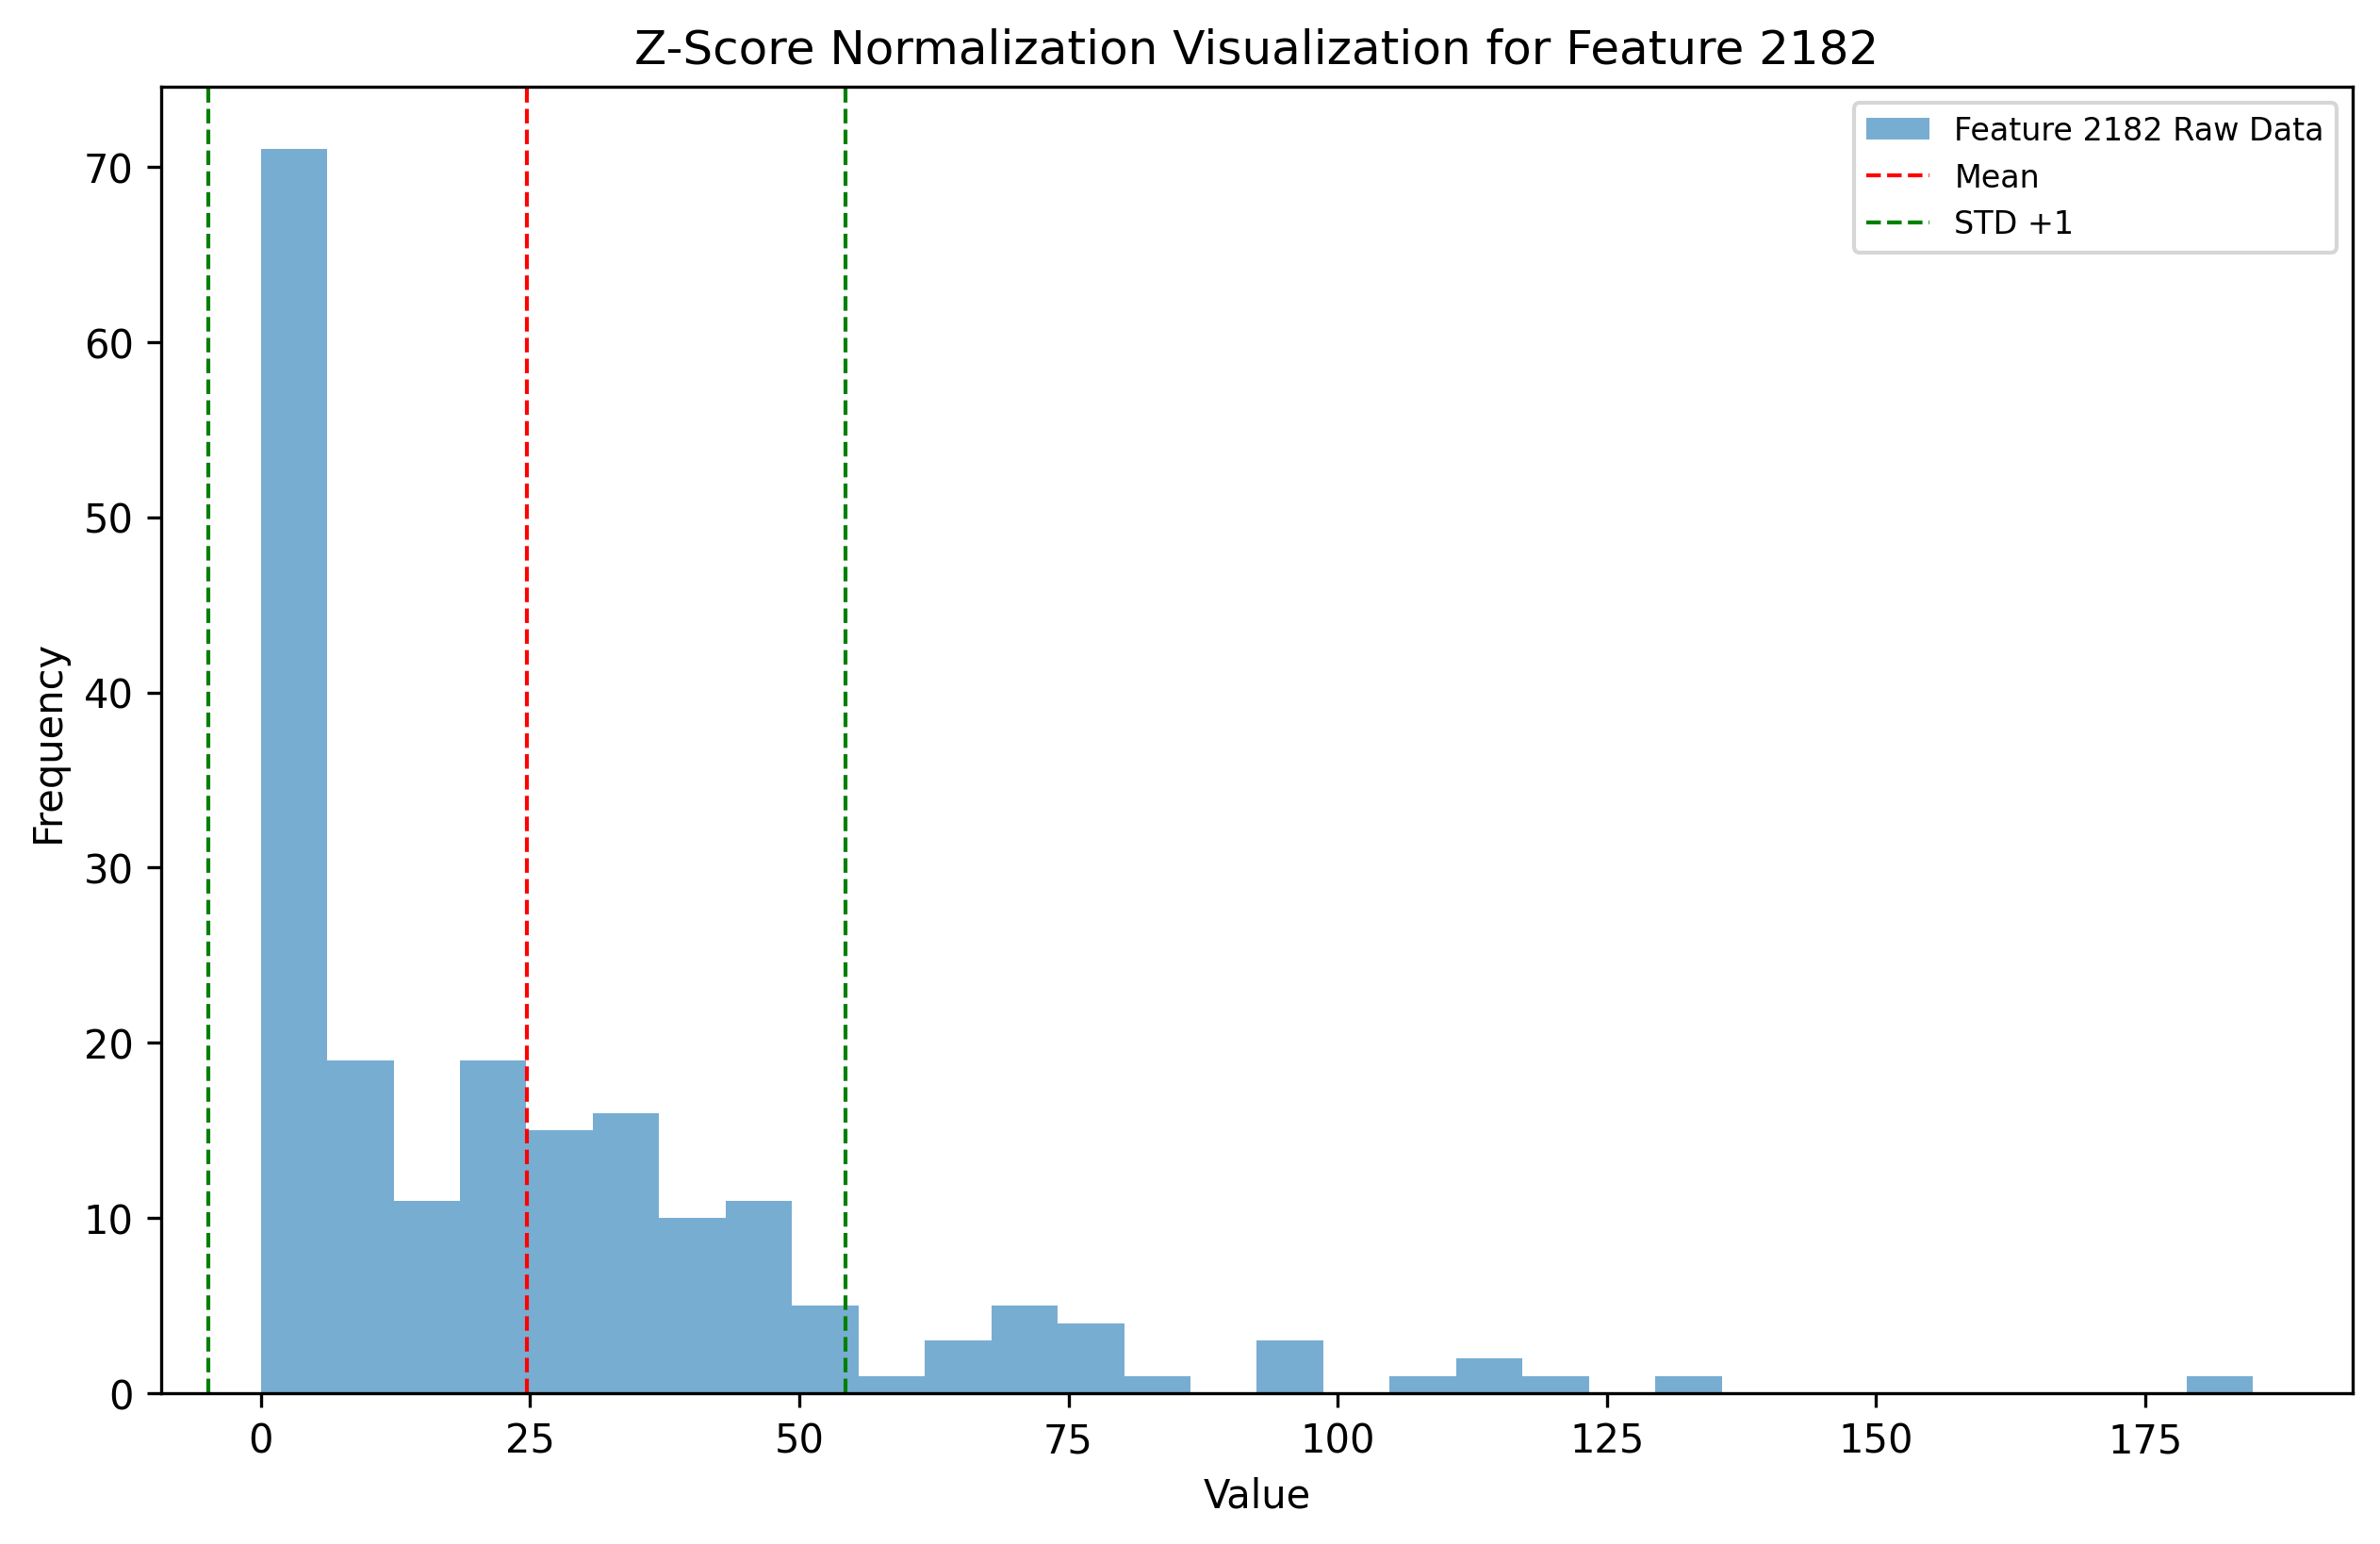 Z-Score Normalization Visualization for Feature 2182
Feature 2182 Raw Data
Mean
STD +1
70
60
50
40
30
20
10
0
Frequency
0 25 50 75 100 125 150 175
Value